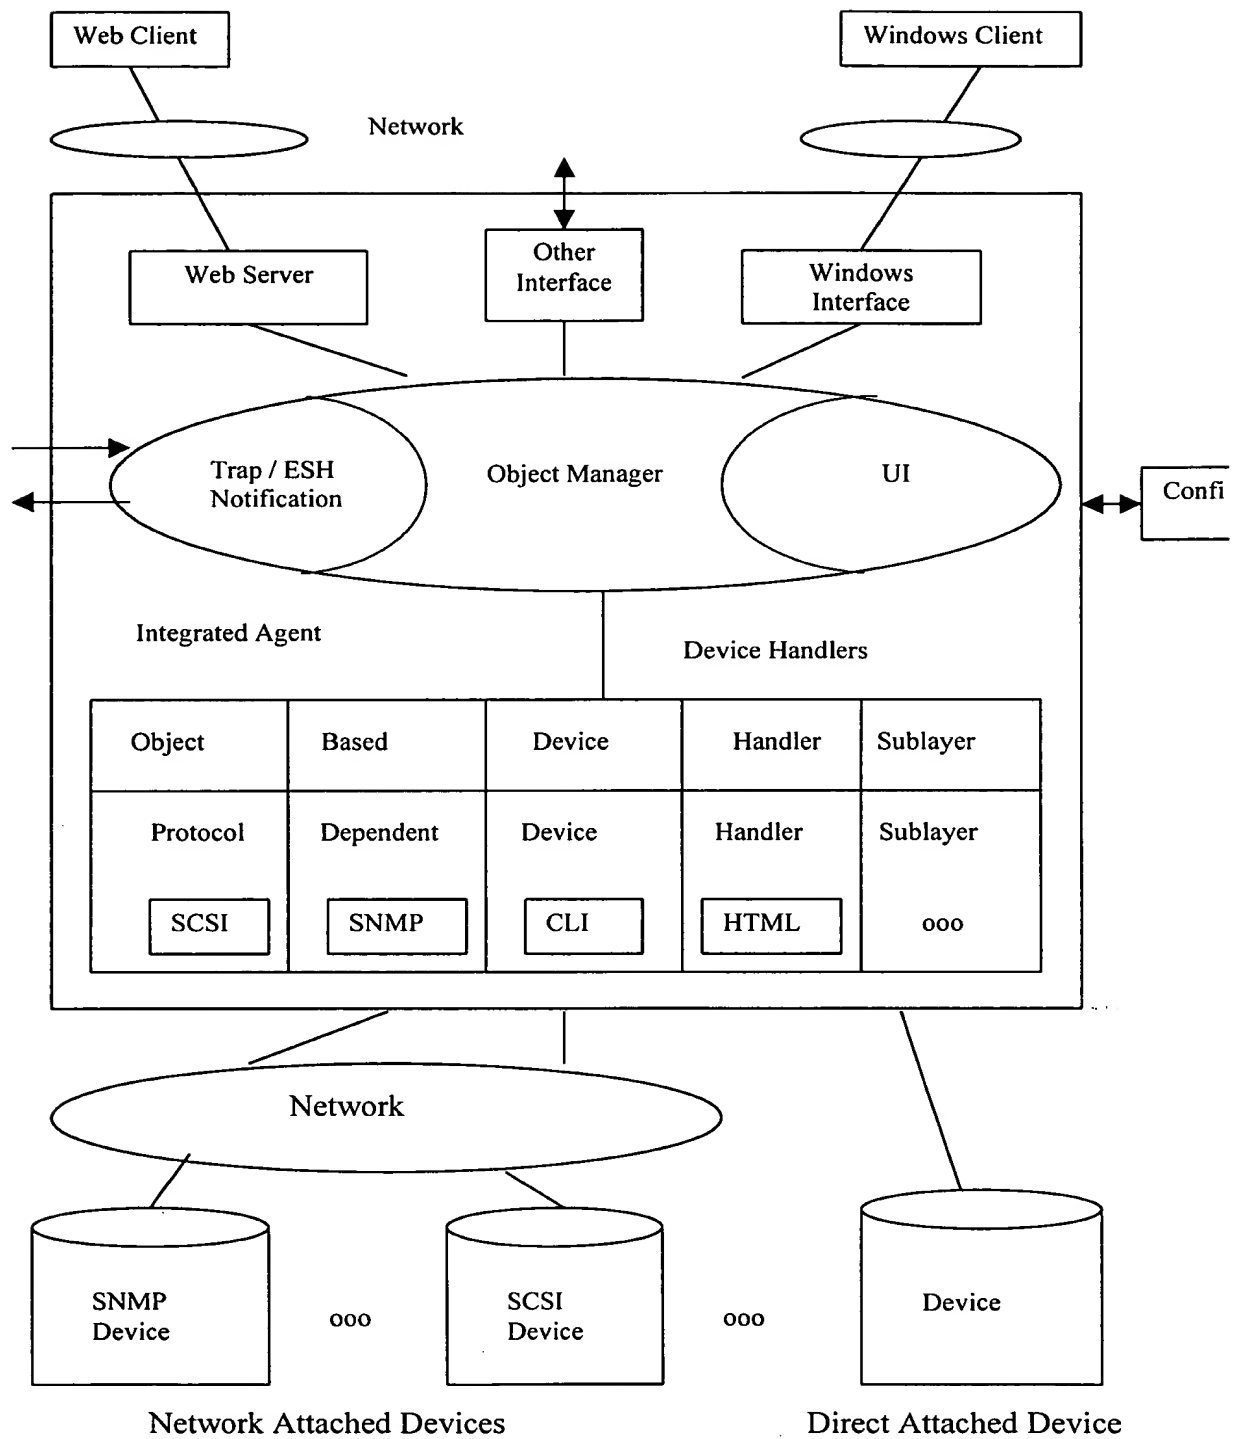 Web Client
Windows Client
Network
Web Server
Other
Interface
Windows
Interface
Trap / ESH
Notification
Object Manager
UI
Confi
Integrated Agent
Device Handlers
Object Based Device Handler Sublayer
Protocol Dependent Device Handler Sublayer
SCSI SNMP CLI HTML ooo
Network
SNMP
Device
ooo
SCSI
Device
ooo
Device
Network Attached Devices
Direct Attached Device